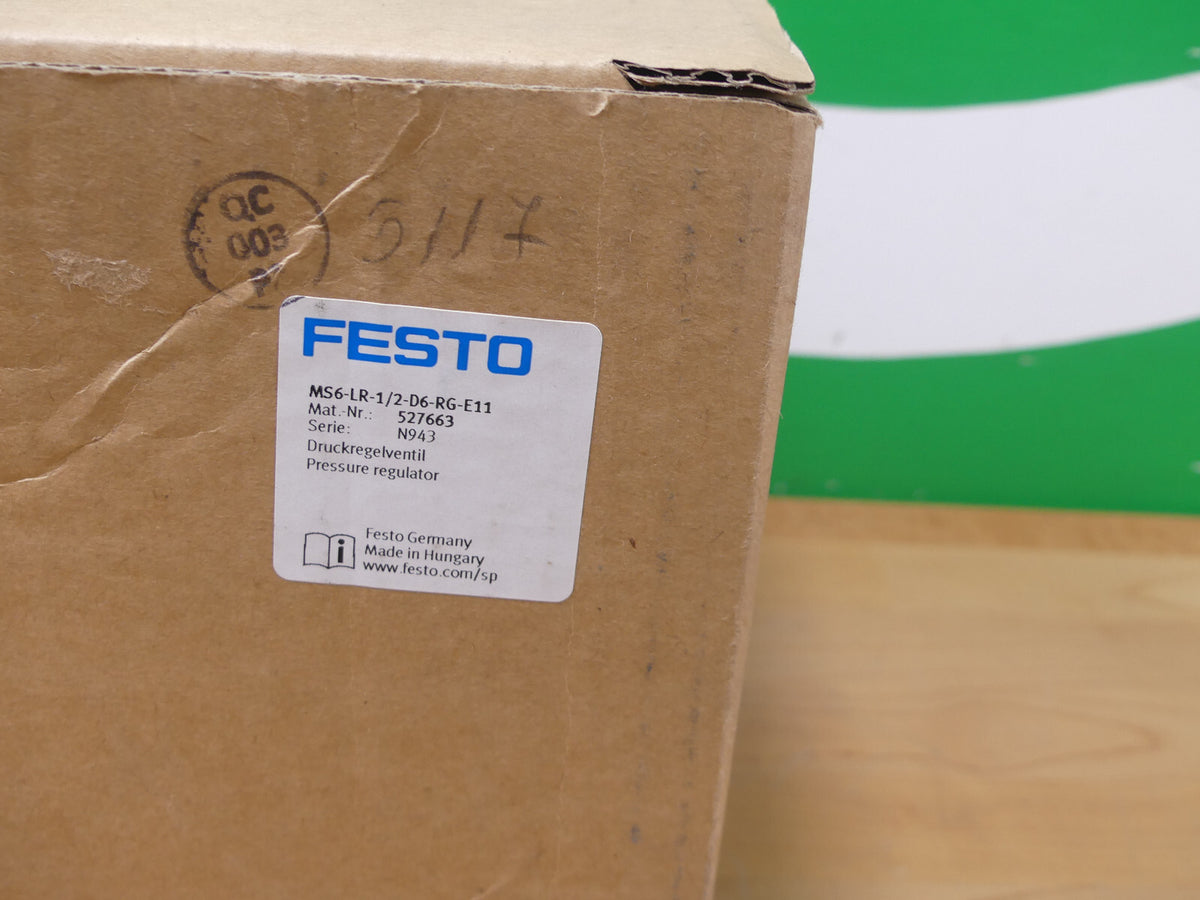 QC
003
5117
FESTO
MS6-LR-1/2-D6-RG-E11
Mat.-Nr.: 527663
Serie: N943
Druckregelventil
Pressure regulator
Festo Germany
Made in Hungary
www.festo.com/sp